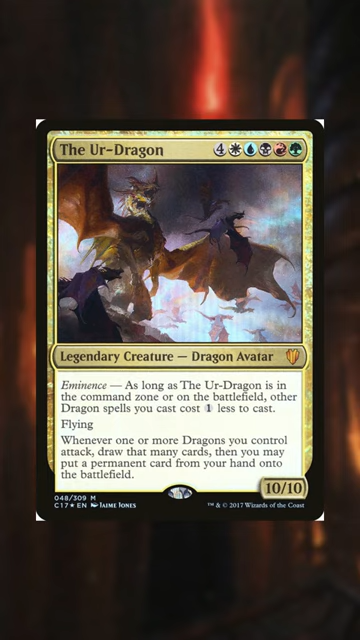 The Ur-Dragon 4
Legendary Creature — Dragon Avatar
Eminence — As long as The Ur-Dragon is in
the command zone or on the battlefield, other
Dragon spells you cast cost 1 less to cast.
Flying
Whenever one or more Dragons you control
attack, draw that many cards, then you may
put a permanent card from your hand onto
the battlefield.
10/10
048/309 M
C17★EN Jaime Jones
™ & © 2017 Wizards of the Coast